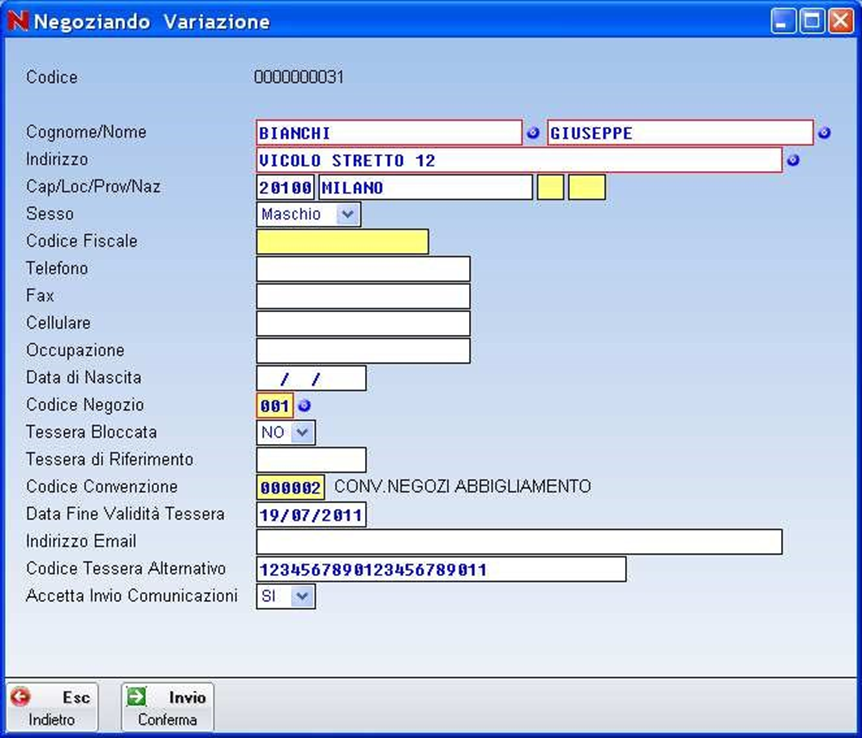 Negoziando Variazione
Codice 0000000031
Cognome/Nome BIANCHI GIUSEPPE
Indirizzo VICOLO STRETTO 12
Cap/Loc/Prov/Naz 20100 MILANO
Sesso Maschio
Codice Fiscale
Telefono
Fax
Cellulare
Occupazione
Data di Nascita / /
Codice Negozio 001
Tessera Bloccata NO
Tessera di Riferimento
Codice Convenzione 000002 CONV.NEGOZI ABBIGLIAMENTO
Data Fine Validità Tessera 19/07/2011
Indirizzo Email
Codice Tessera Alternativo 1234567890123456789011
Accetta Invio Comunicazioni SI
Esc Invio
Indietro Conferma